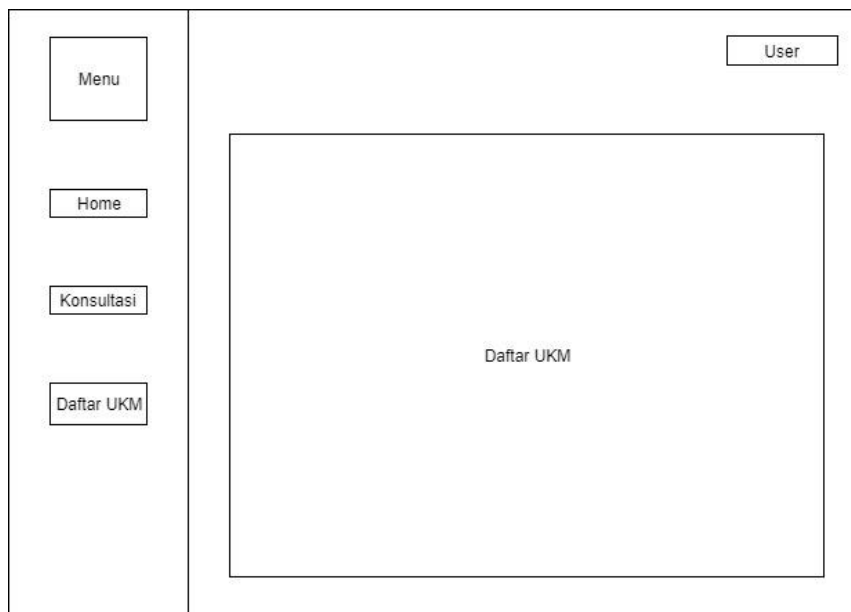 Menu
User
Home
Konsultasi
Daftar UKM
Daftar UKM